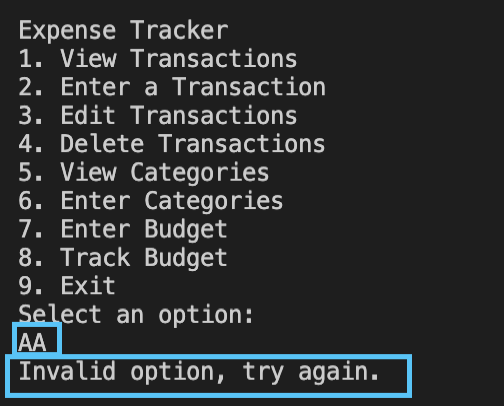 Expense Tracker
1. View Transactions
2. Enter a Transaction
3. Edit Transactions
4. Delete Transactions
5. View Categories
6. Enter Categories
7. Enter Budget
8. Track Budget
9. Exit
Select an option:
AA
Invalid option, try again.